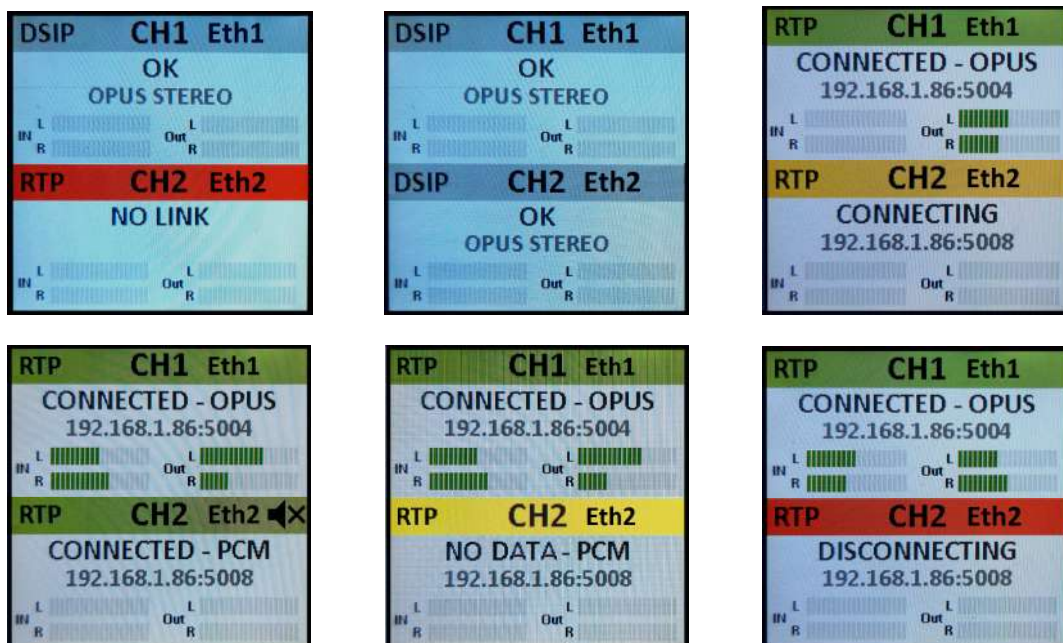 DSIP CH1 Eth1
OK
OPUS STEREO
IN L R Out L R
RTP CH2 Eth2
NO LINK
IN L R Out L R
DSIP CH1 Eth1
OK
OPUS STEREO
IN L R Out L R
DSIP CH2 Eth2
OK
OPUS STEREO
IN L R Out L R
RTP CH1 Eth1
CONNECTED - OPUS
192.168.1.86:5004
IN L R Out L R
RTP CH2 Eth2
CONNECTING
192.168.1.86:5008
IN L R Out L R
RTP CH1 Eth1
CONNECTED - OPUS
192.168.1.86:5004
IN L R Out L R
RTP CH2 Eth2
CONNECTED - PCM
192.168.1.86:5008
IN L R Out L R
RTP CH1 Eth1
CONNECTED - OPUS
192.168.1.86:5004
IN L R Out L R
RTP CH2 Eth2
NO DATA - PCM
192.168.1.86:5008
IN L R Out L R
RTP CH1 Eth1
CONNECTED - OPUS
192.168.1.86:5004
IN L R Out L R
RTP CH2 Eth2
DISCONNECTING
192.168.1.86:5008
IN L R Out L R